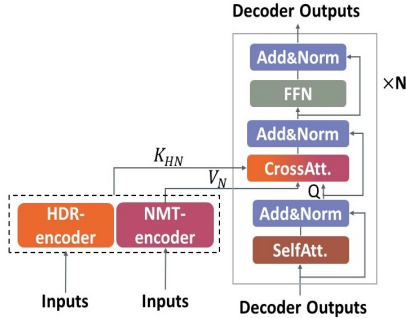 Decoder Outputs
Add&Norm
FFN
×N
Add&Norm
K_HN
CrossAtt.
V_N
Q
HDR-
encoder
NMT-
encoder
Add&Norm
SelfAtt.
Inputs
Inputs
Decoder Outputs